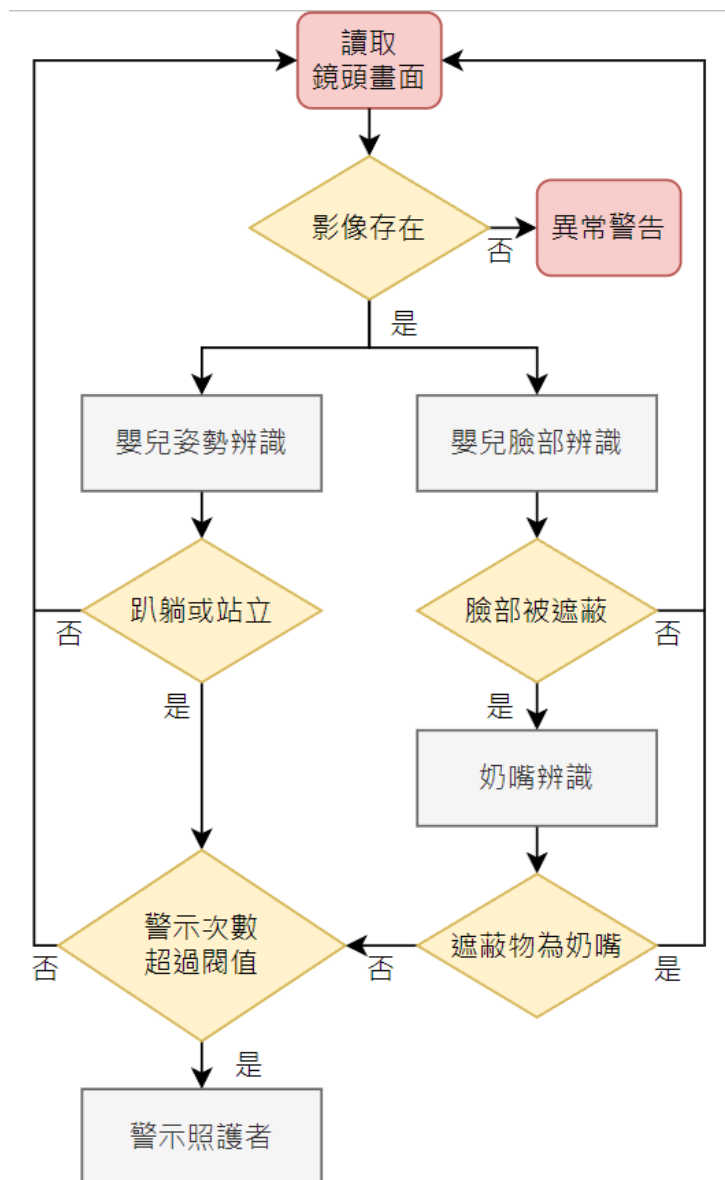 讀取
鏡頭畫面
影像存在
否
異常警告
是
嬰兒姿勢辨識
嬰兒臉部辨識
趴躺或站立
否
臉部被遮蔽
否
是
是
奶嘴辨識
警示次數
超過閥值
否
遮蔽物為奶嘴
否
是
是
警示照護者